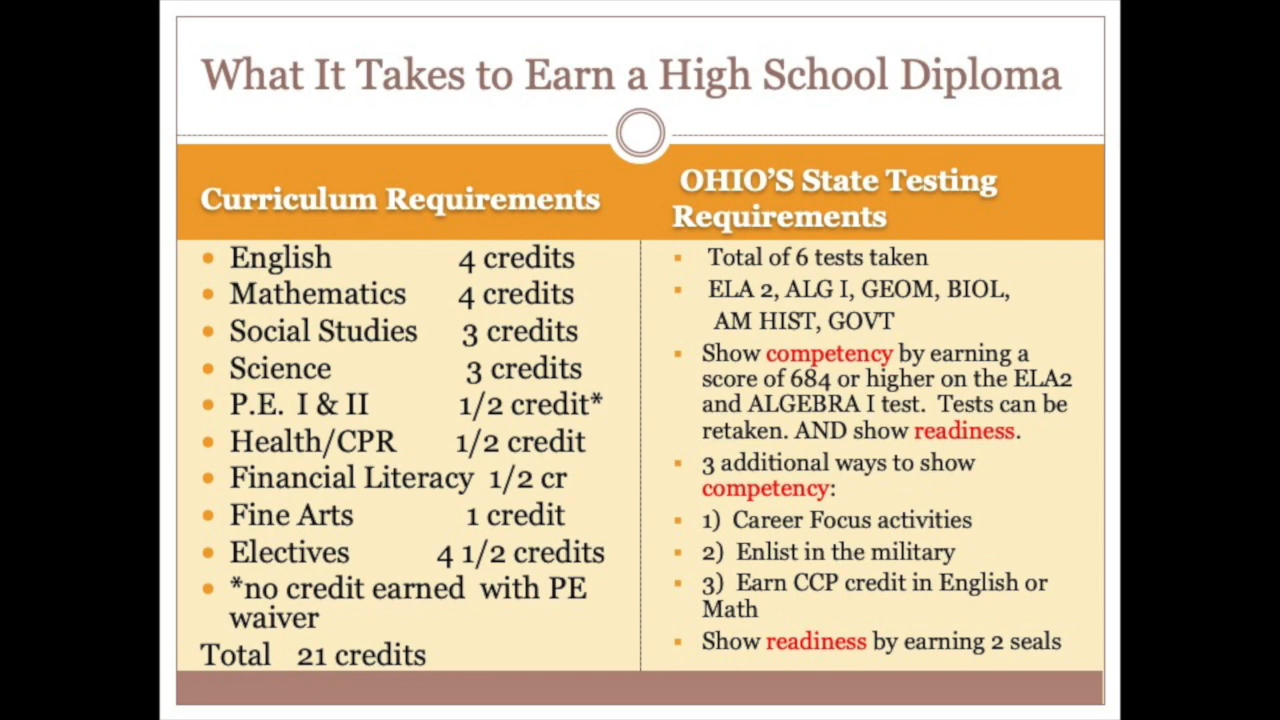 What It Takes to Earn a High School Diploma
Curriculum Requirements
• English 4 credits
• Mathematics 4 credits
• Social Studies 3 credits
• Science 3 credits
• P.E. I & II 1/2 credit*
• Health/CPR 1/2 credit
• Financial Literacy 1/2 cr
• Fine Arts 1 credit
• Electives 4 1/2 credits
• *no credit earned with PE
waiver
Total 21 credits
OHIO'S State Testing
Requirements
▪ Total of 6 tests taken
▪ ELA 2, ALG I, GEOM, BIOL,
AM HIST, GOVT
▪ Show competency by earning a
score of 684 or higher on the ELA2
and ALGEBRA I test. Tests can be
retaken. AND show readiness.
▪ 3 additional ways to show
competency:
▪ 1) Career Focus activities
▪ 2) Enlist in the military
▪ 3) Earn CCP credit in English or
Math
▪ Show readiness by earning 2 seals